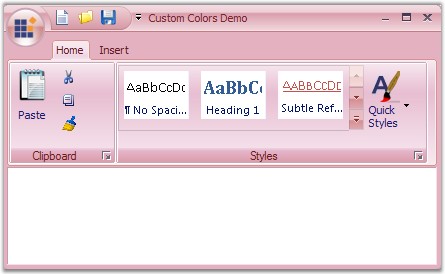 Custom Colors Demo
Home Insert
Paste
AaBbCcDc AaBbCc AABBCCDD
¶ No Spaci... Heading 1 Subtle Ref...
Quick
Styles
Clipboard Styles